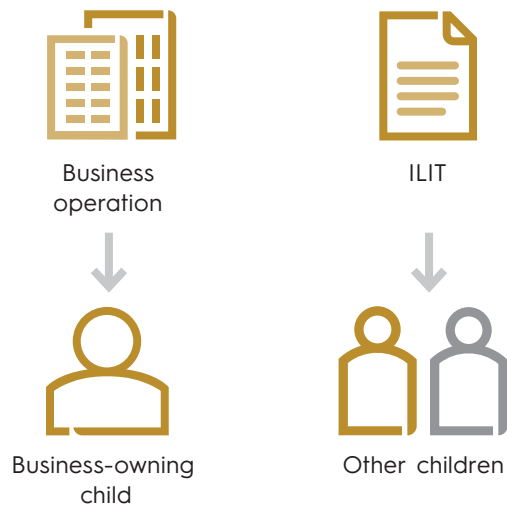 Business
operation
ILIT
Business-owning
child
Other children